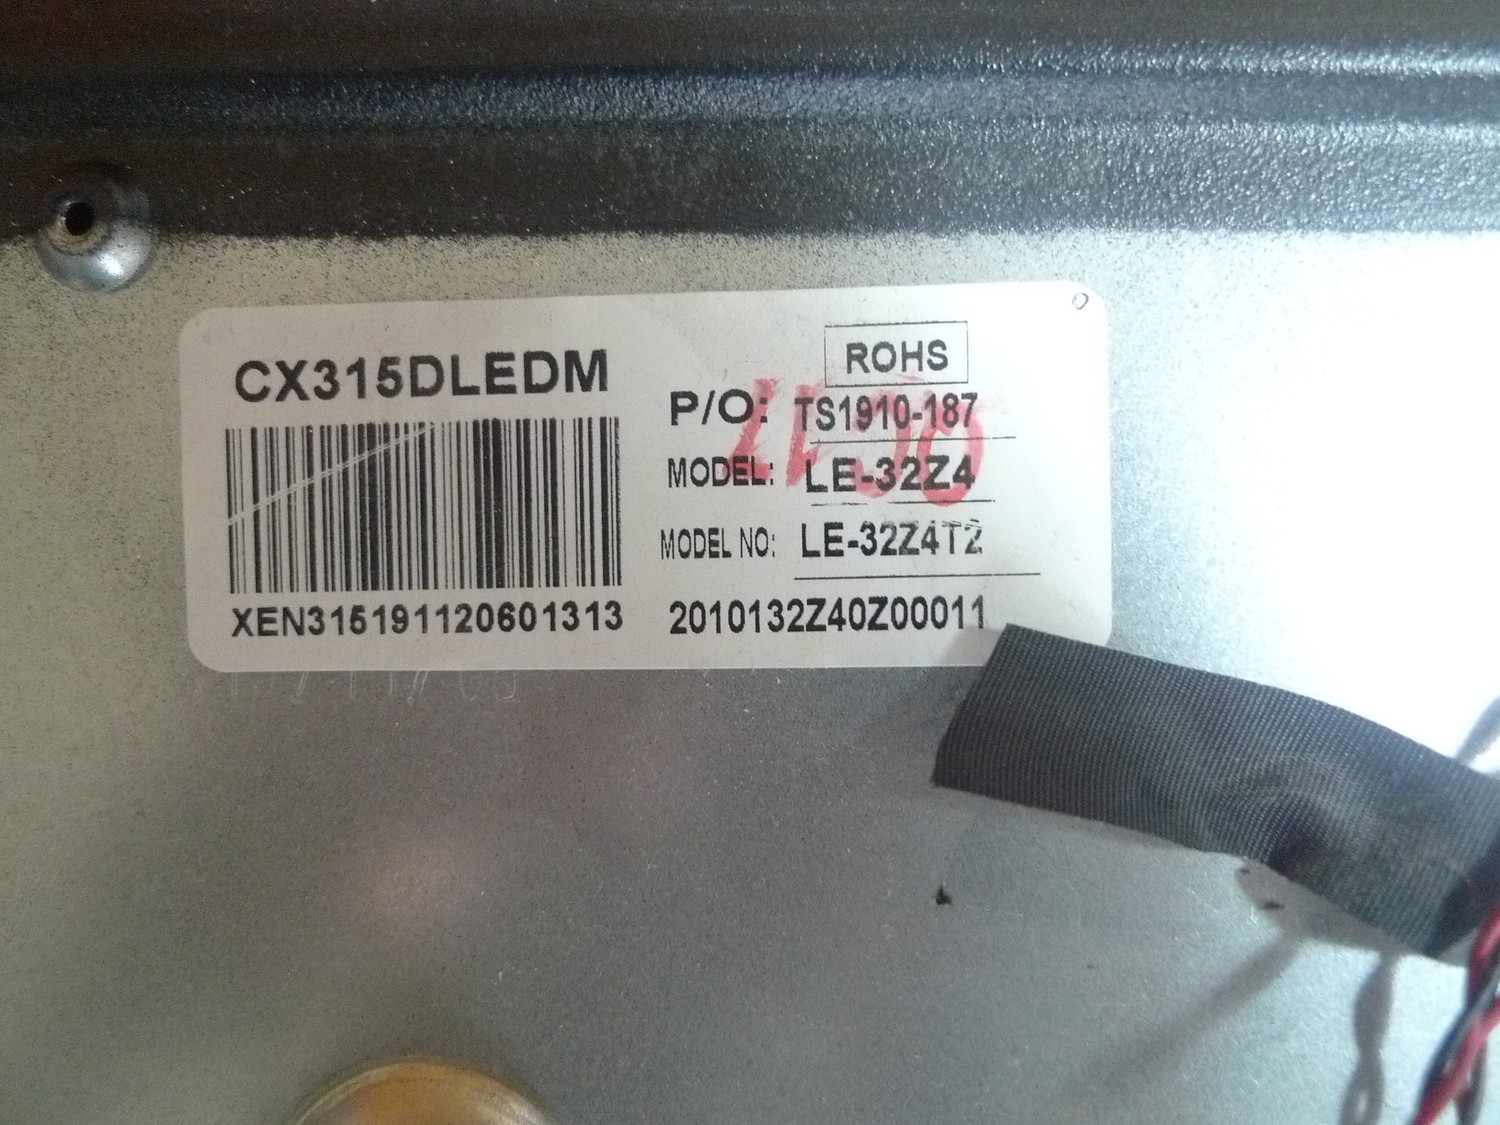 CX315DLEDM
XEN315191120601313
ROHS
P/O: TS1910-187
MODEL: LE-32Z4
MODEL NO: LE-32Z4T2
2010132Z40Z00011